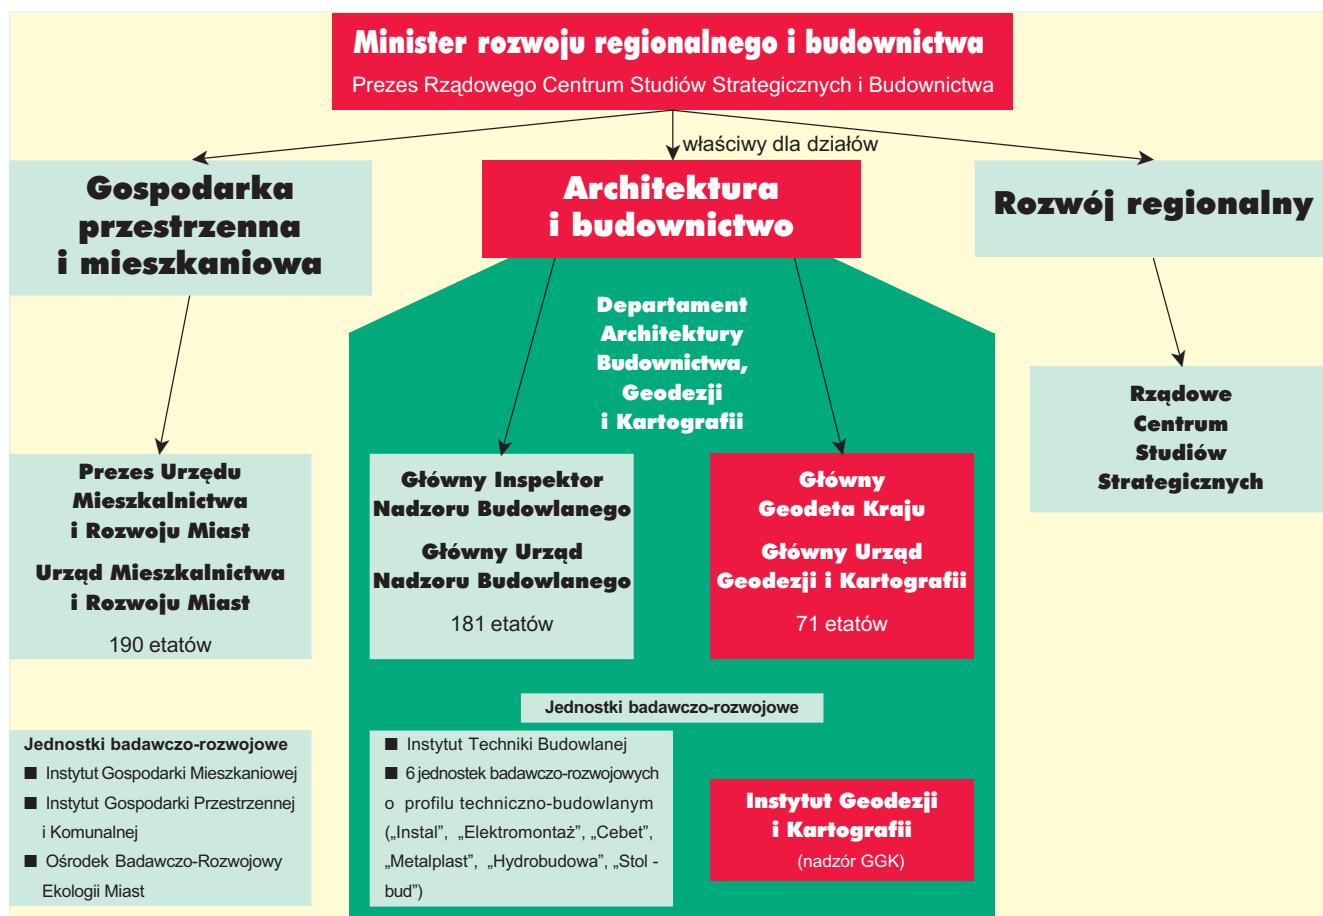 Minister rozwoju regionalnego i budownictwa
Prezes Rządowego Centrum Studiów Strategicznych i Budownictwa
właściwy dla działów
Gospodarka
przestrzenna
i mieszkaniowa
Architektura
i budownictwo
Rozwój regionalny
Departament
Architektury
Budownictwa,
Geodezji
i Kartografii
Rządowe
Centrum
Studiów
Strategicznych
Prezes Urzędu
Mieszkalnictwa
i Rozwoju Miast
Urząd Mieszkalnictwa
i Rozwoju Miast
190 etatów
Główny Inspektor
Nadzoru Budowlanego
Główny Urząd
Nadzoru Budowlanego
181 etatów
Główny
Geodeta Kraju
Główny Urząd
Geodezji i Kartografii
71 etatów
Jednostki badawczo-rozwojowe
■ Instytut Gospodarki Mieszkaniowej
■ Instytut Gospodarki Przestrzennej
i Komunalnej
■ Ośrodek Badawczo-Rozwojowy
Ekologii Miast
Jednostki badawczo-rozwojowe
■ Instytut Techniki Budowlanej
■ 6 jednostek badawczo-rozwojowych
o profilu techniczno-budowlanym
(„Instal”, „Elektromontaż”, „Cebet”,
„Metalplast”, „Hydrobudowa”, „Stol -
bud”)
Instytut Geodezji
i Kartografii
(nadzór GGK)